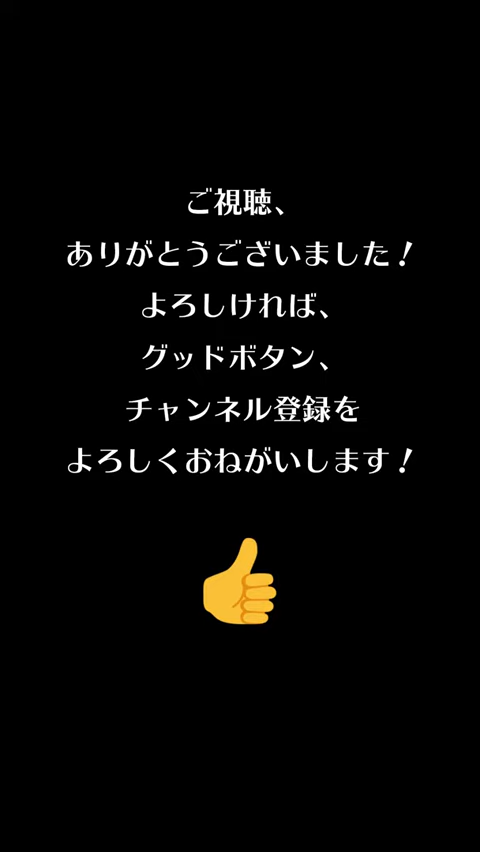 ご視聴、
ありがとうございました！
よろしければ、
グッドボタン、
チャンネル登録を
よろしくおねがいします！